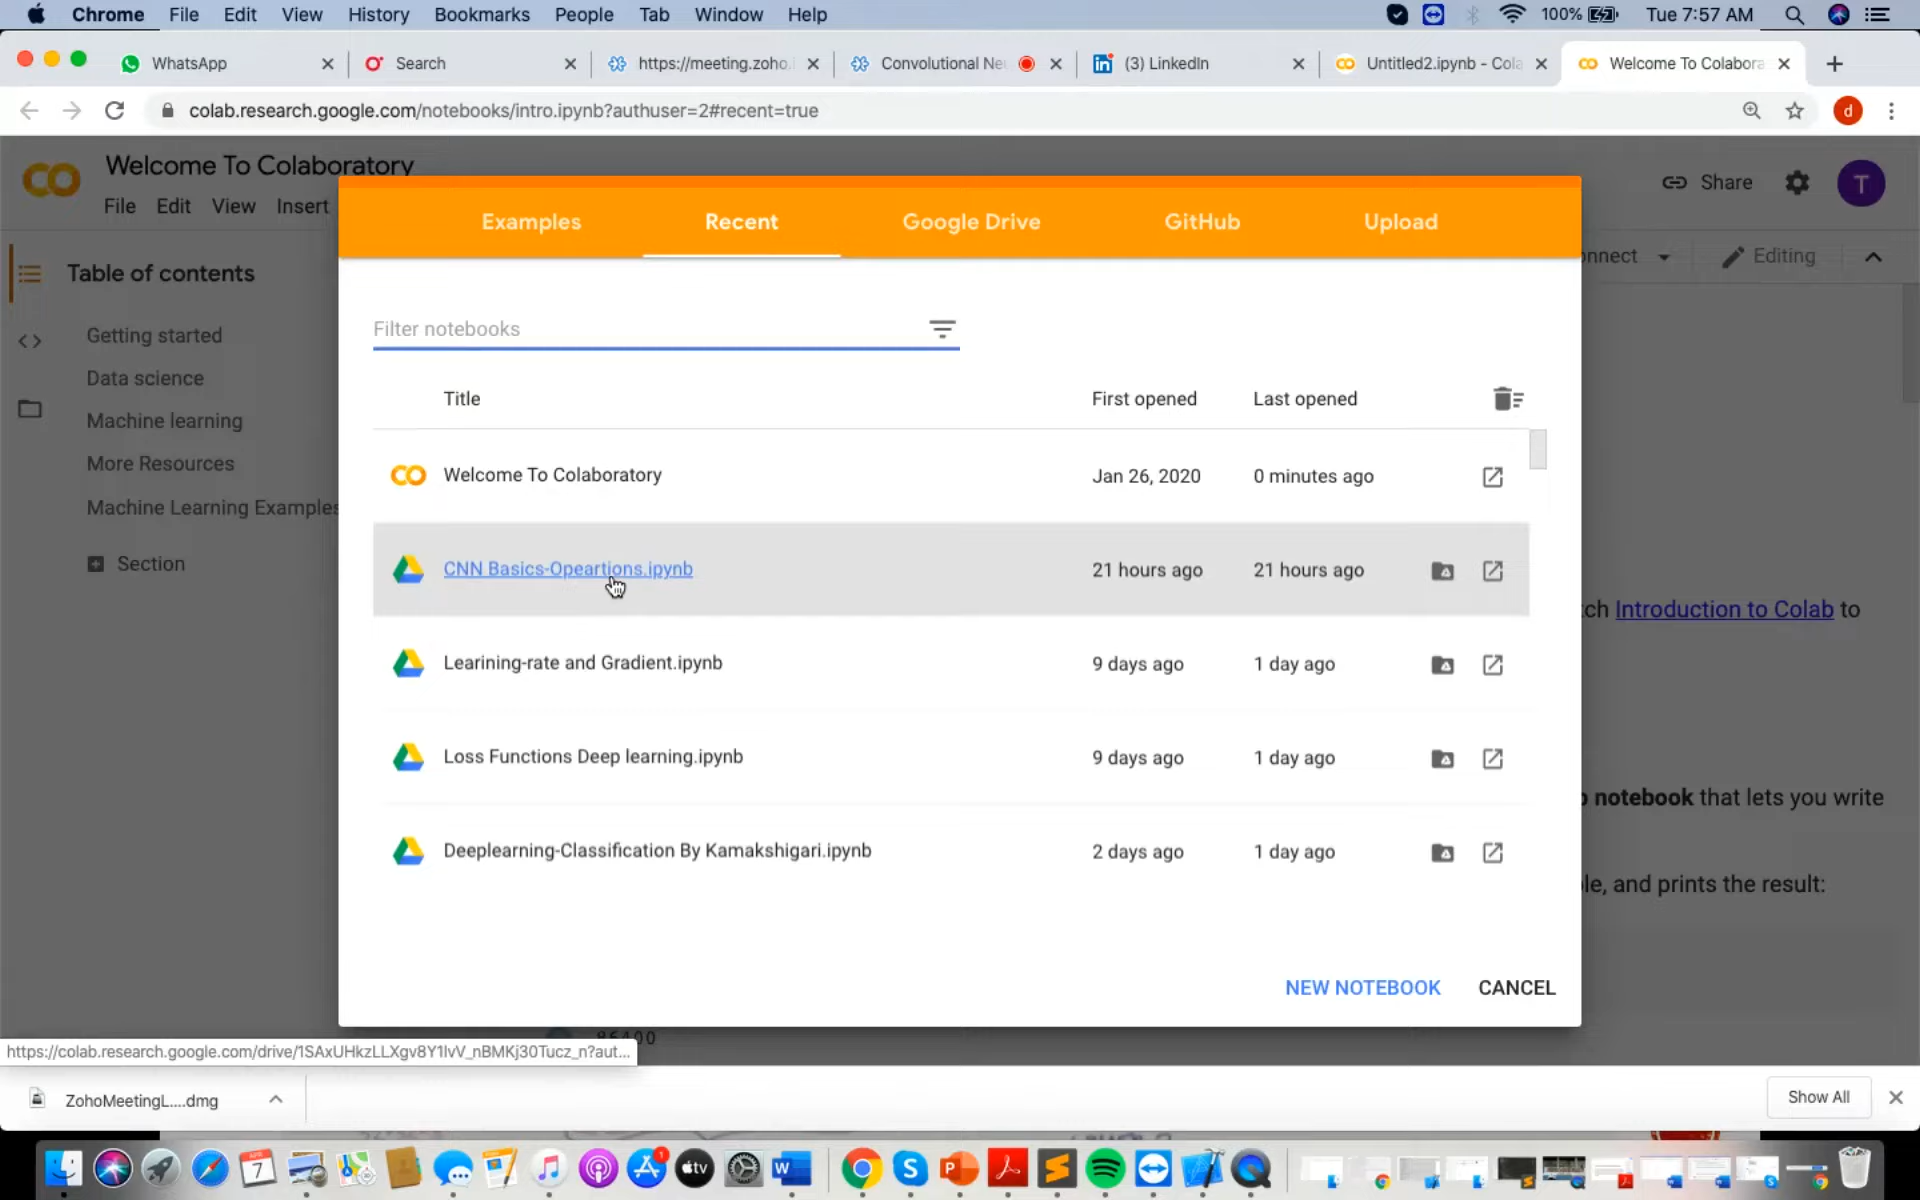 Chrome File Edit View History Bookmarks People Tab Window Help 100% Tue 7:57 AM
WhatsApp Search https://meeting.zoho. Convolutional Ne (3) LinkedIn Untitled2.ipynb - Cola Welcome To Colabora
colab.research.google.com/notebooks/intro.ipynb?authuser=2#recent=true d
Welcome To Colaboratory
File Edit View Insert
Share T
Examples Recent Google Drive GitHub Upload
Editing
Table of contents
Getting started
Data science
Machine learning
More Resources
Machine Learning Examples
Section
Filter notebooks
Title First opened Last opened
Welcome To Colaboratory Jan 26, 2020 0 minutes ago
CNN Basics-Opeartions.ipynb 21 hours ago 21 hours ago
Learining-rate and Gradient.ipynb 9 days ago 1 day ago
Loss Functions Deep learning.ipynb 9 days ago 1 day ago
Deeplearning-Classification By Kamakshigari.ipynb 2 days ago 1 day ago
NEW NOTEBOOK CANCEL
Introduction to Colab to
notebook that lets you write
and prints the result:
https://colab.research.google.com/drive/1SAxUHkzLLXgv8Y1lvV_nBMKj30Tucz_n?aut...
ZohoMeetingL....dmg
Show All
7
tv
1